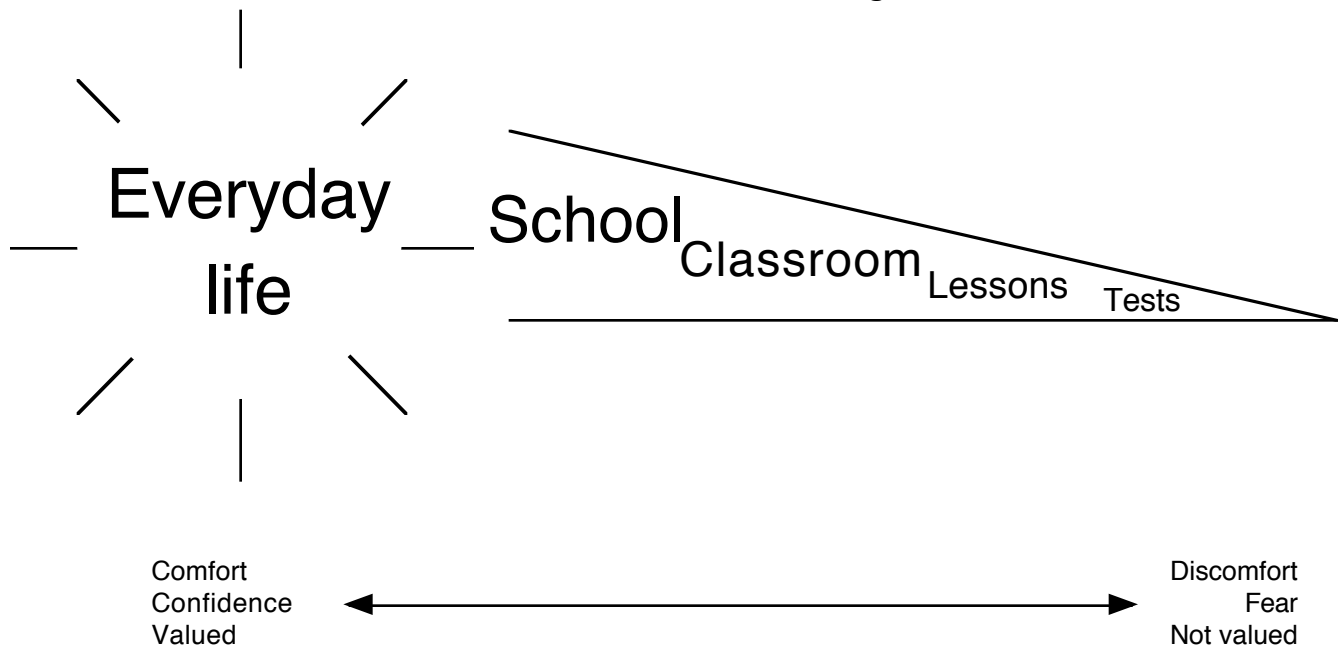 Everyday
life
School
Classroom
Lessons
Tests
Comfort
Confidence
Valued
Discomfort
Fear
Not valued